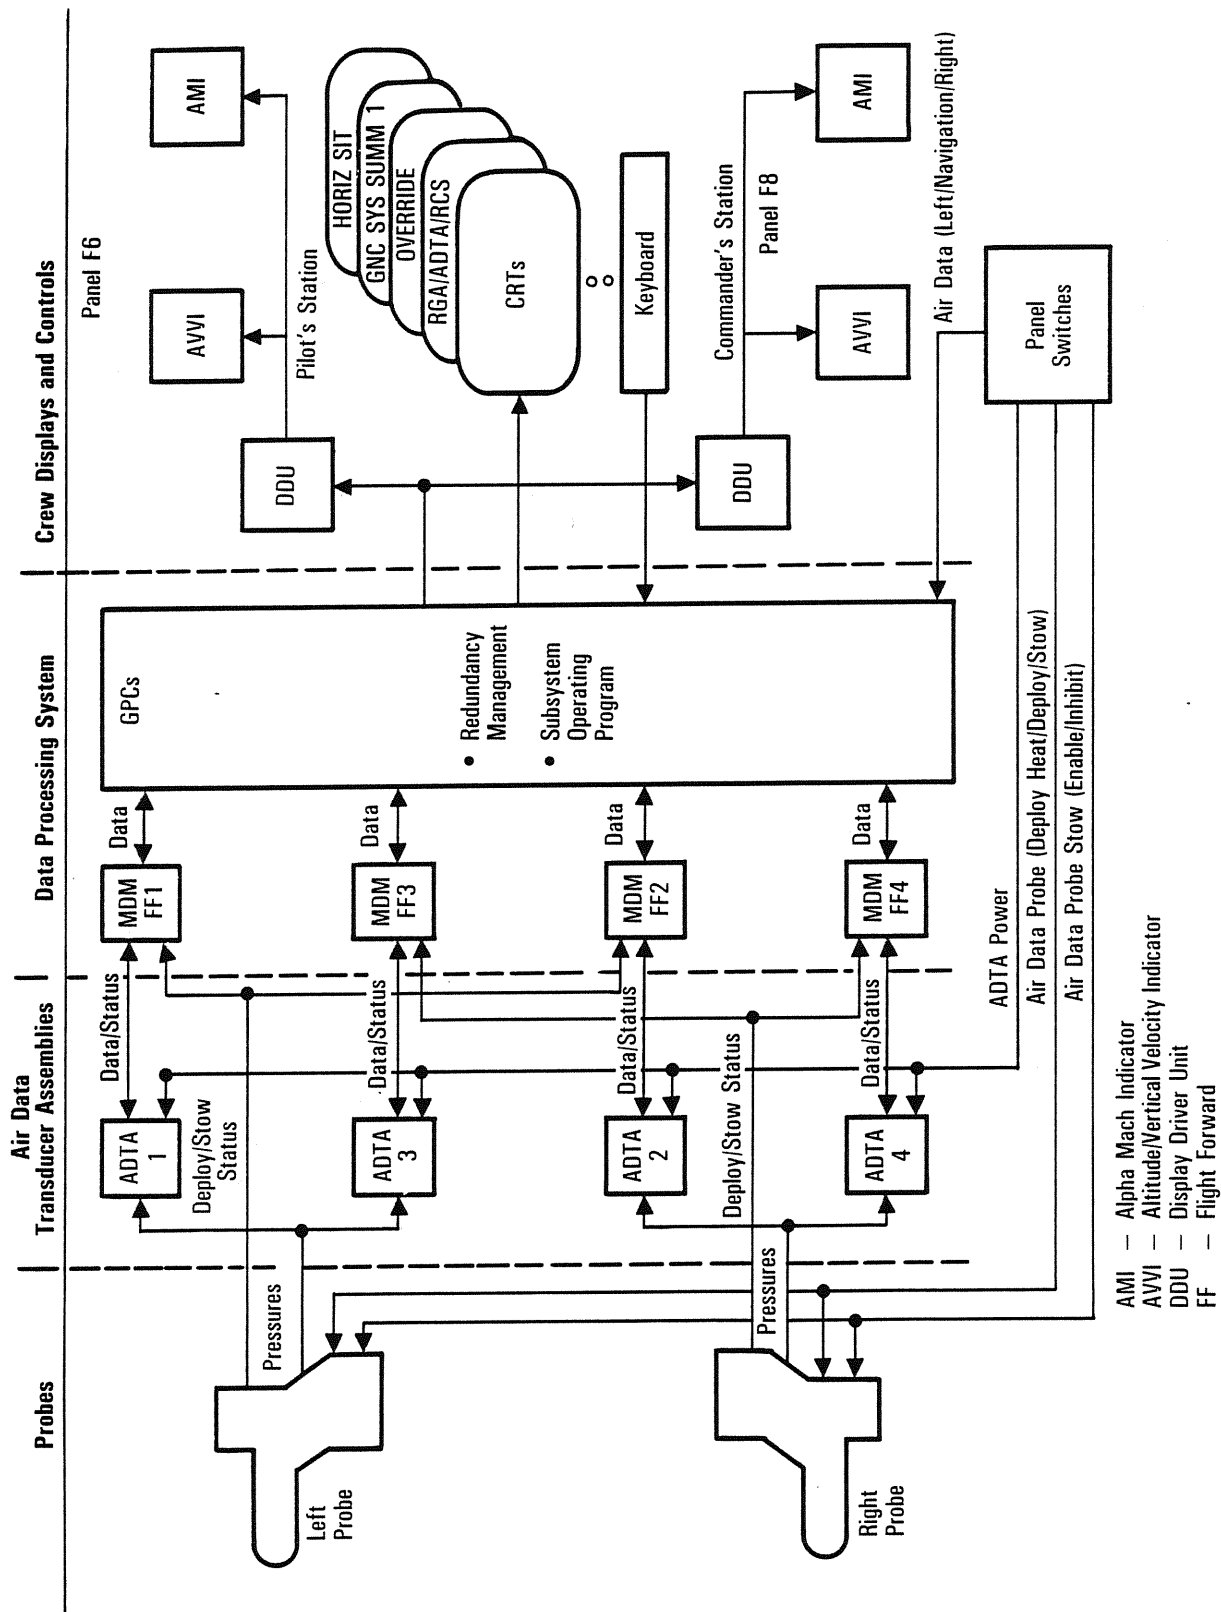 Probes
Air Data
Transducer Assemblies
Data Processing System
Crew Displays and Controls
Left
Probe
Pressures
Deploy/Stow
Status
ADTA
1
Data/Status
MDM
FF1
Data
ADTA
3
Data/Status
MDM
FF3
Data
Right
Probe
Pressures
Deploy/Stow Status
ADTA
2
Data/Status
MDM
FF2
Data
ADTA
4
Data/Status
MDM
FF4
Data
GPCs
• Redundancy
Management
• Subsystem
Operating
Program
Panel F6
DDU
Pilot's Station
AVVI
AMI
HORIZ SIT
GNC SYS SUMM 1
OVERRIDE
RGA/ADTA/RCS
CRTs
Keyboard
DDU
Commander's Station
Panel F8
AVVI
AMI
Air Data (Left/Navigation/Right)
Panel
Switches
ADTA Power
Air Data Probe (Deploy Heat/Deploy/Stow)
Air Data Probe Stow (Enable/Inhibit)
AMI – Alpha Mach Indicator
AVVI – Altitude/Vertical Velocity Indicator
DDU – Display Driver Unit
FF – Flight Forward